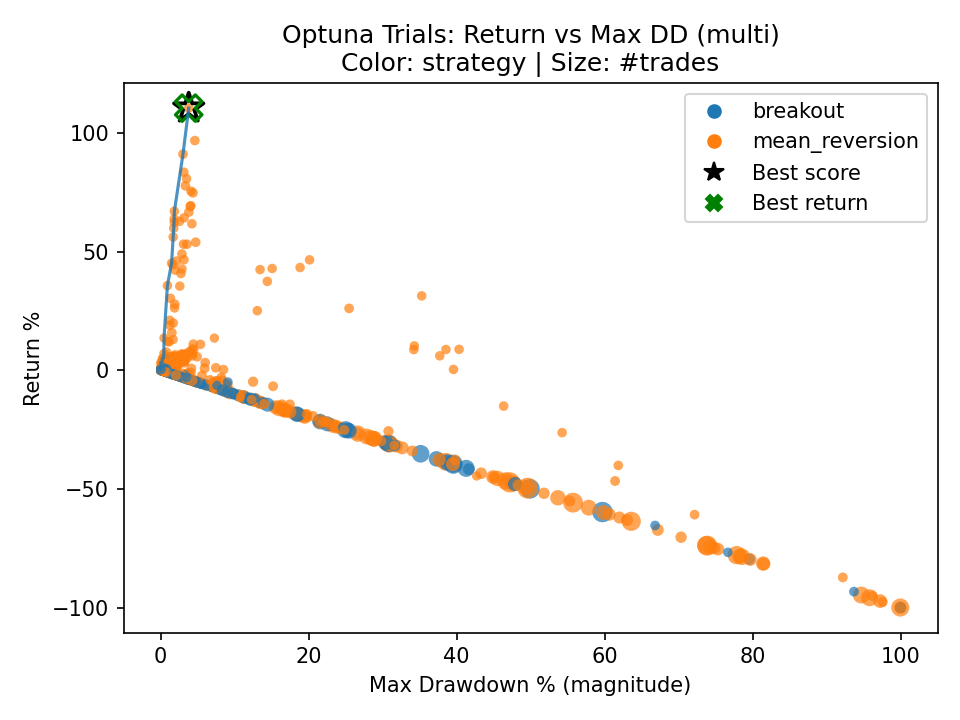 Optuna Trials: Return vs Max DD (multi)
Color: strategy | Size: #trades
breakout
mean_reversion
Best score
Best return
Return %
100
50
0
−50
−100
0
20
40
60
80
100
Max Drawdown % (magnitude)